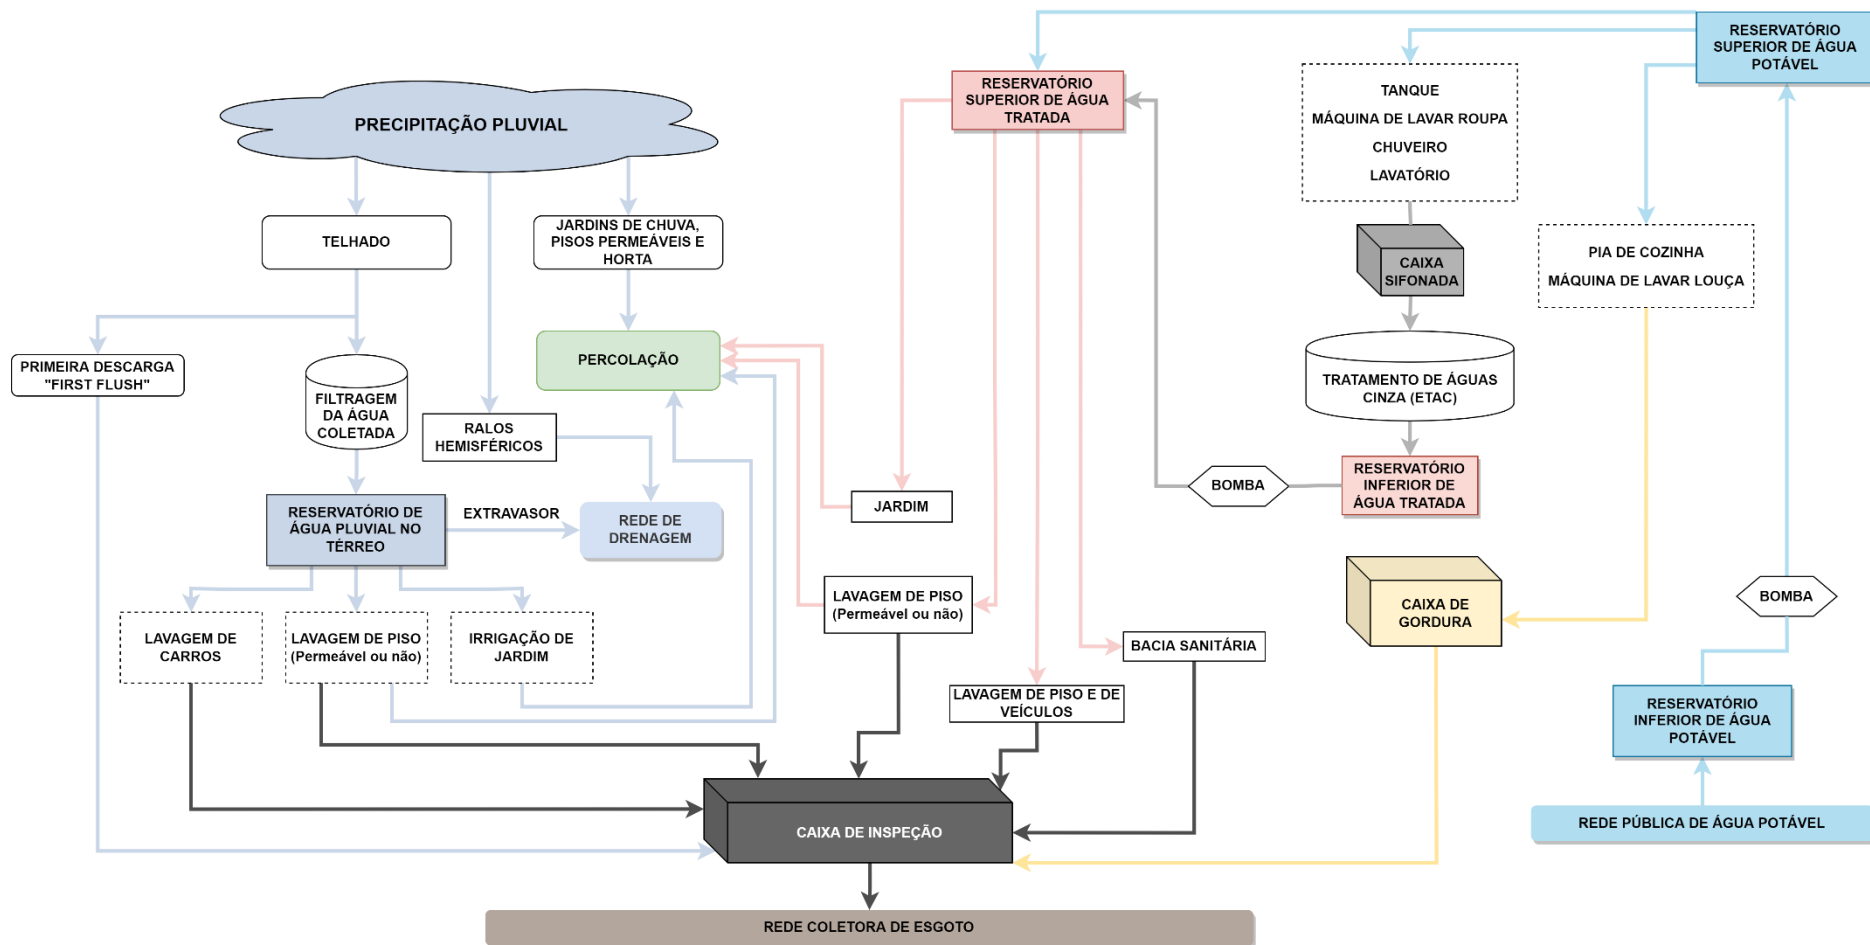 RESERVATÓRIO
SUPERIOR DE ÁGUA
POTÁVEL
RESERVATÓRIO
SUPERIOR DE ÁGUA
TRATADA
TANQUE
MÁQUINA DE LAVAR ROUPA
CHUVEIRO
LAVATÓRIO
PRECIPITAÇÃO PLUVIAL
TELHADO
JARDINS DE CHUVA,
PISOS PERMEÁVEIS E
HORTA
CAIXA
SIFONADA
PIA DE COZINHA
MÁQUINA DE LAVAR LOUÇA
PRIMEIRA DESCARGA
"FIRST FLUSH"
PERCOLAÇÃO
FILTRAGEM
DA ÁGUA
COLETADA
RALOS
HEMISFÉRICOS
TRATAMENTO DE ÁGUAS
CINZA (ETAC)
BOMBA
RESERVATÓRIO
INFERIOR DE
ÁGUA TRATADA
RESERVATÓRIO DE
ÁGUA PLUVIAL NO
TÉRREO
EXTRAVASOR
REDE DE
DRENAGEM
JARDIM
LAVAGEM DE PISO
(Permeável ou não)
CAIXA DE
GORDURA
BOMBA
LAVAGEM DE
CARROS
LAVAGEM DE PISO
(Permeável ou não)
IRRIGAÇÃO DE
JARDIM
BACIA SANITÁRIA
LAVAGEM DE PISO E DE
VEÍCULOS
RESERVATÓRIO
INFERIOR DE ÁGUA
POTÁVEL
CAIXA DE INSPEÇÃO
REDE PÚBLICA DE ÁGUA POTÁVEL
REDE COLETORA DE ESGOTO